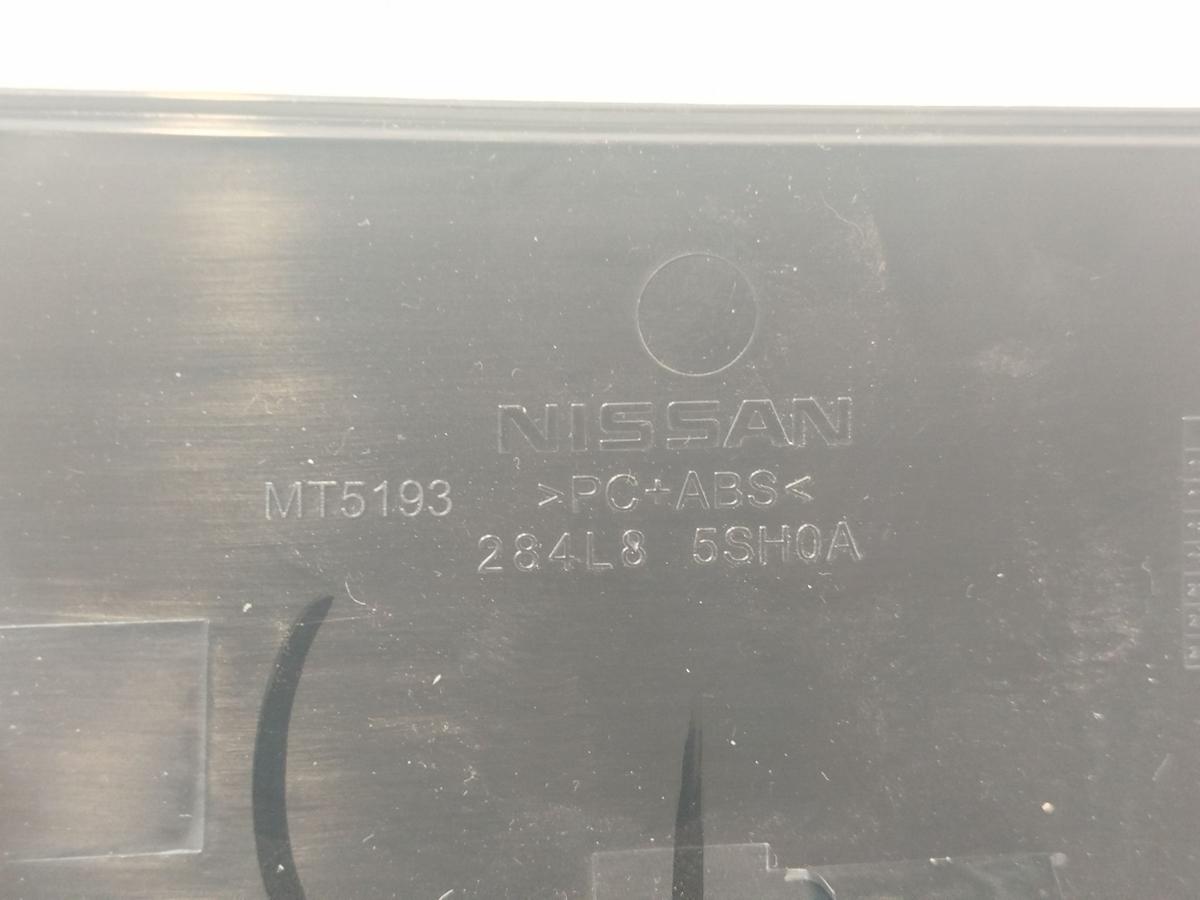 NISSAN
MT5193 >PC+ABS<
284L8 5SH0A